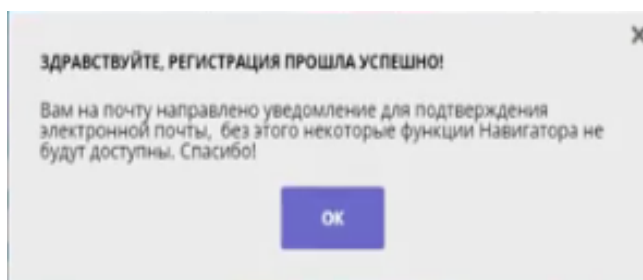 ЗДРАВСТВУЙТЕ, РЕГИСТРАЦИЯ ПРОШЛА УСПЕШНО!
Вам на почту направлено уведомление для подтверждения
электронной почты, без этого некоторые функции Навигатора не
будут доступны. Спасибо!
ОК